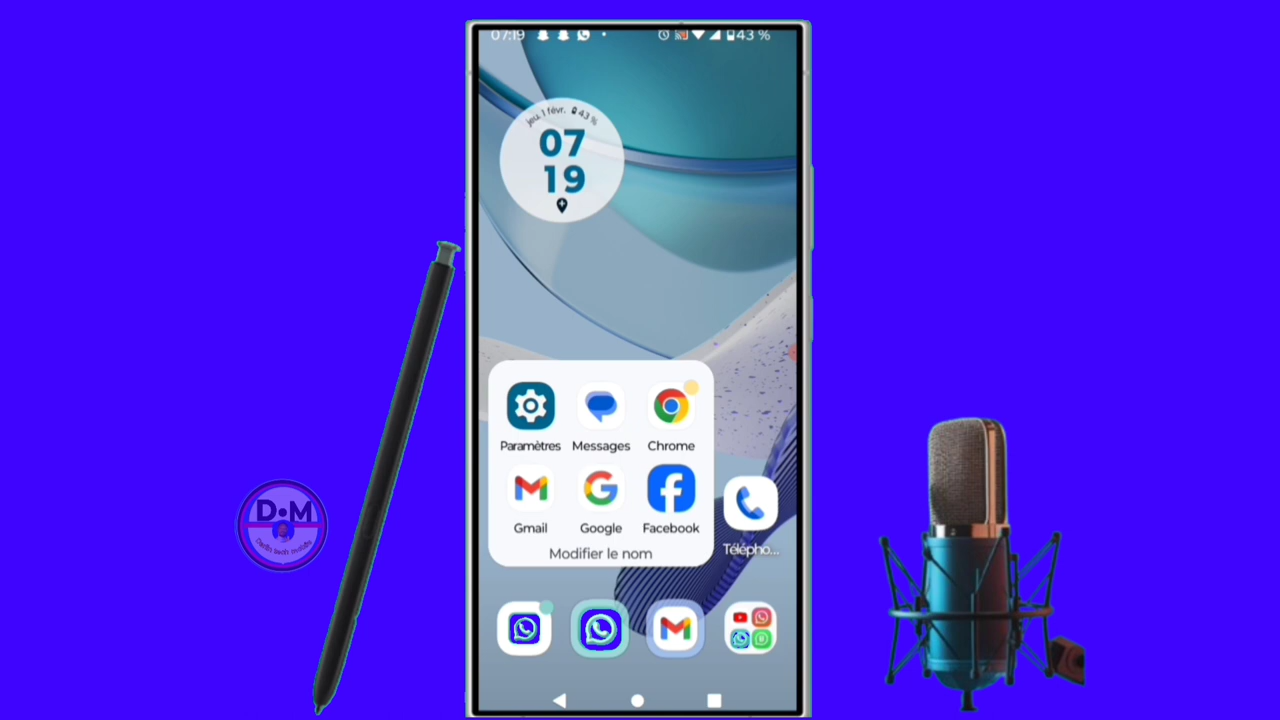 07:19
43 %
jeu. 1 févr. 43 %
07
19
Paramètres Messages Chrome
Gmail Google Facebook
Modifier le nom
Télépho...
D.M